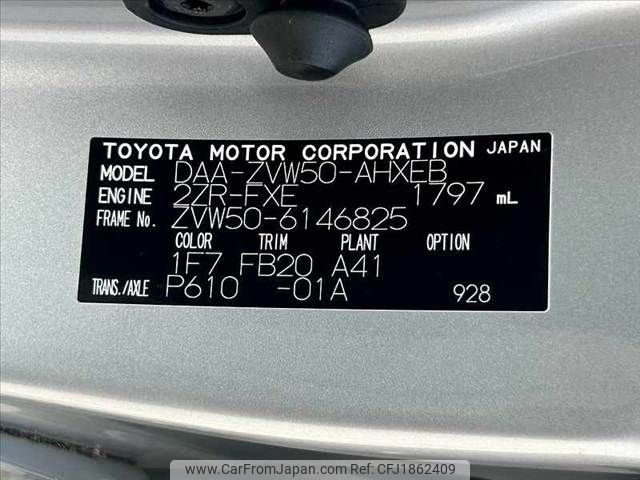 TOYOTA MOTOR CORPORATION JAPAN
MODEL DAA-ZVW50-AHXEB
ENGINE 2ZR-FXE 1797 mL
FRAME No. ZVW50-6146825
COLOR TRIM PLANT OPTION
1F7 FB20 A41
TRANS./AXLE P610 -01A 928
www.CarFromJapan.com | ID: CFJ1862409